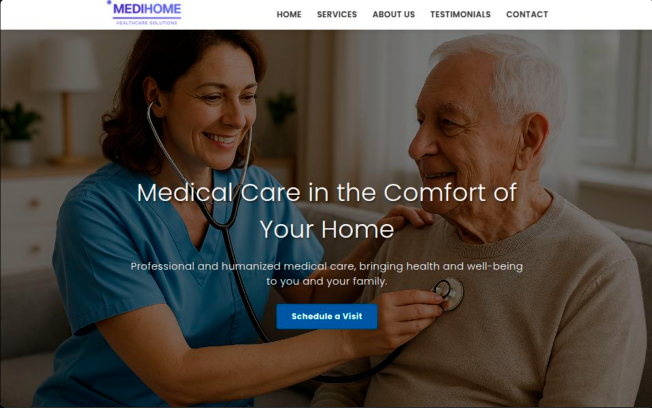 MEDIHOME
HEALTHCARE SOLUTIONS
HOME SERVICES ABOUT US TESTIMONIALS CONTACT
Medical Care in the Comfort of
Your Home
Professional and humanized medical care, bringing health and well-being
to you and your family.
Schedule a Visit